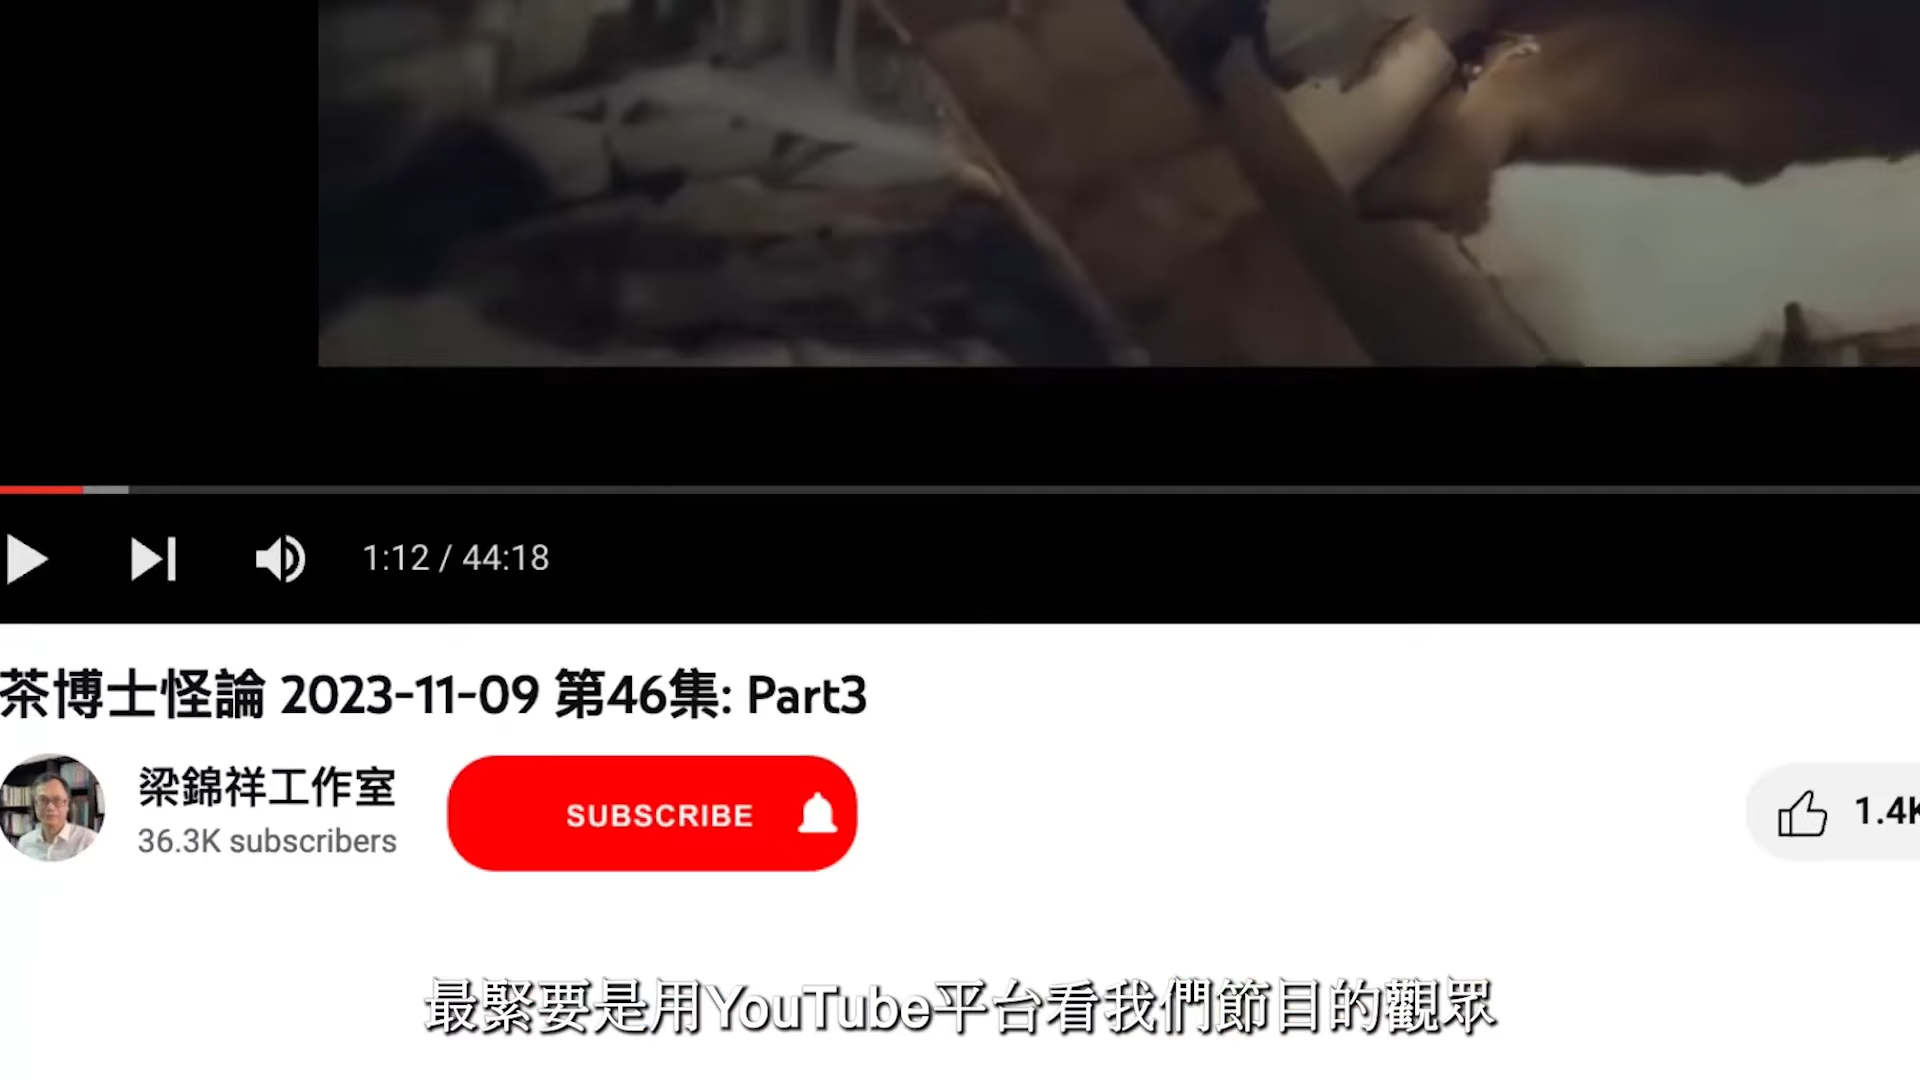 1:12 / 44:18
茶博士怪論 2023-11-09 第46集: Part3
梁錦祥工作室
36.3K subscribers
SUBSCRIBE
1.4K
最緊要是用YouTube平台看我們節目的觀眾